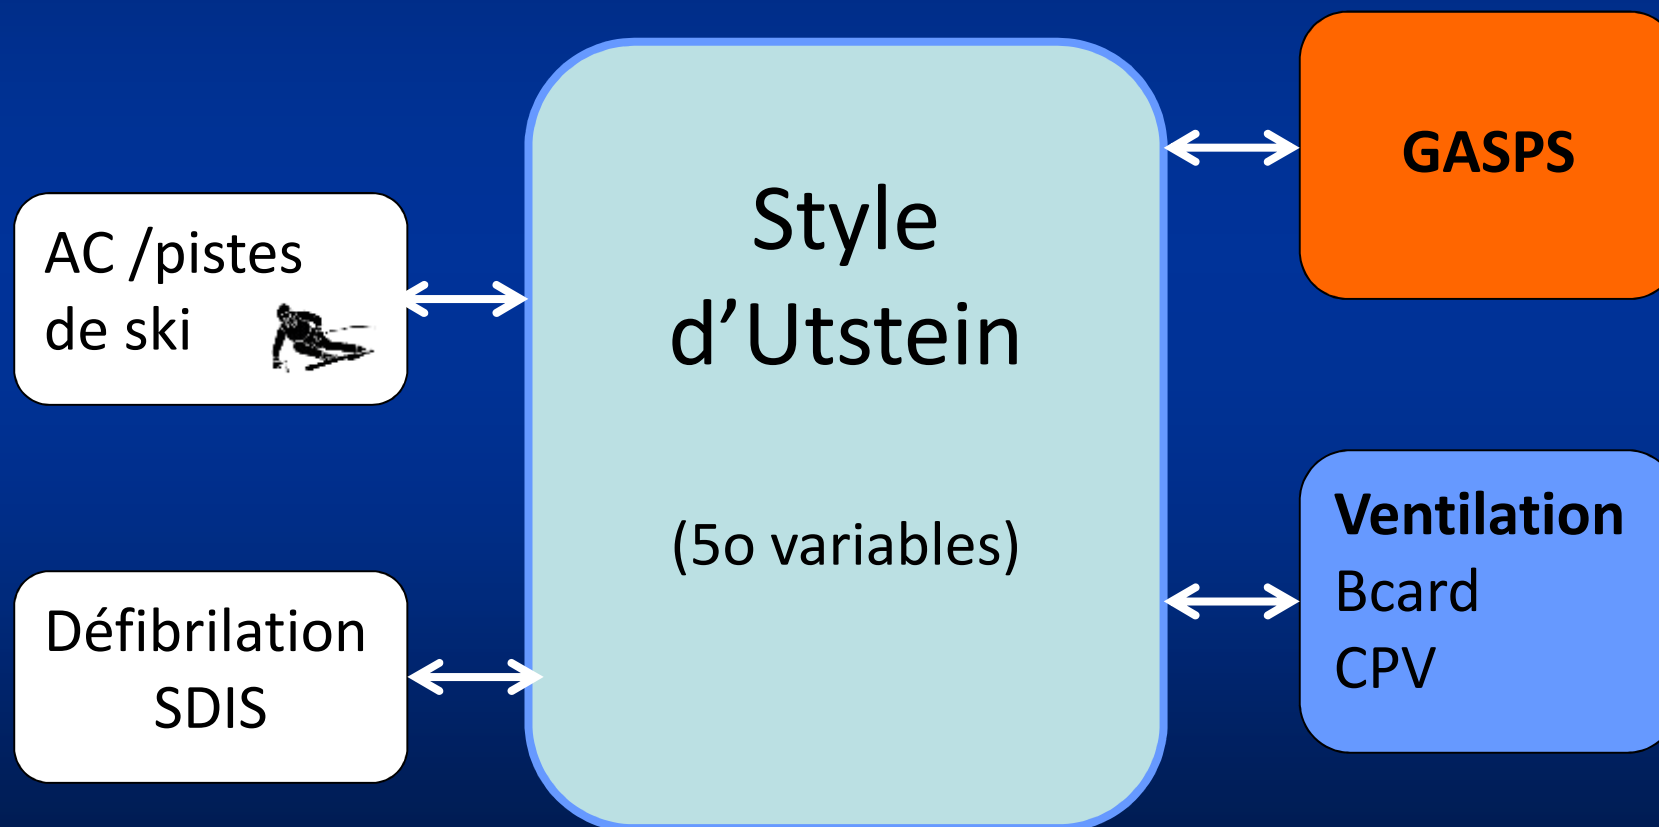 Style
d’Utstein
(5o variables)
AC /pistes
de ski
Défibrilation
SDIS
GASPS
Ventilation
Bcard
CPV